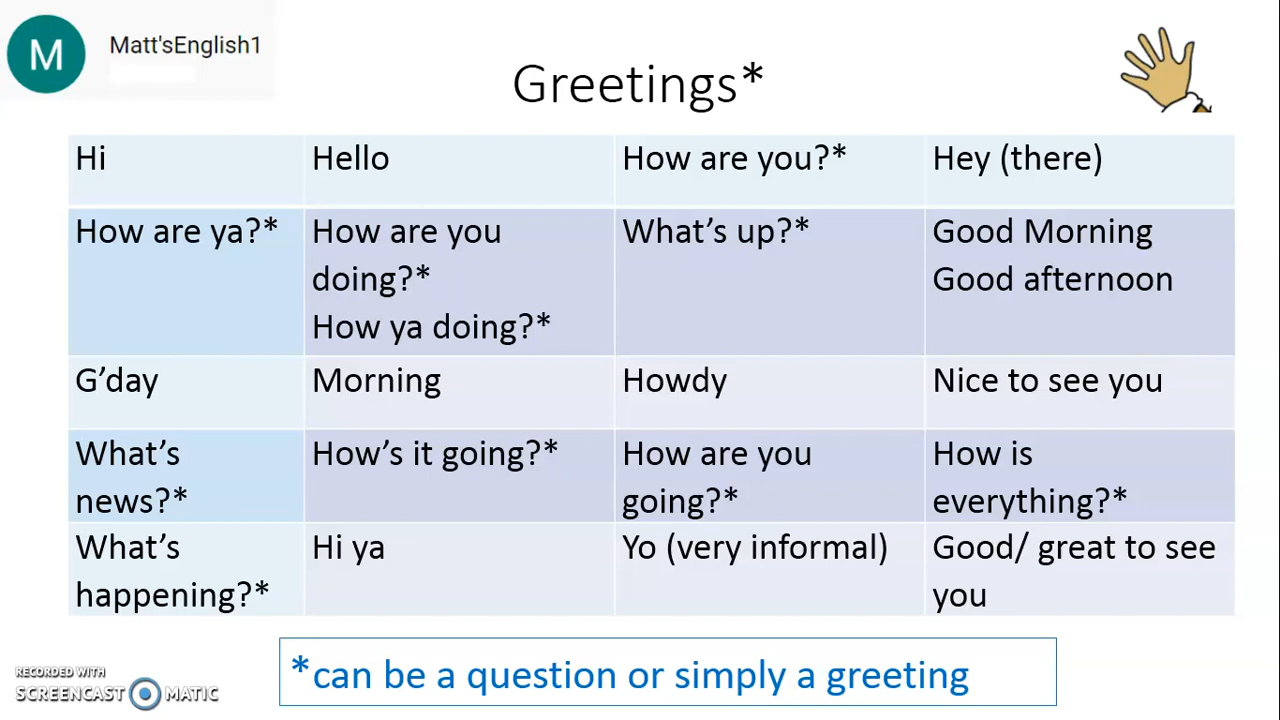 M
Matt'sEnglish1
Greetings*
Hi
Hello
How are you?*
Hey (there)
How are ya?*
How are you
doing?*
How ya doing?*
What's up?*
Good Morning
Good afternoon
G'day
Morning
Howdy
Nice to see you
What's
news?*
How's it going?*
How are you
going?*
How is
everything?*
What's
happening?*
Hi ya
Yo (very informal)
Good/ great to see
you
*can be a question or simply a greeting
RECORDED WITH
SCREENCAST MATIC